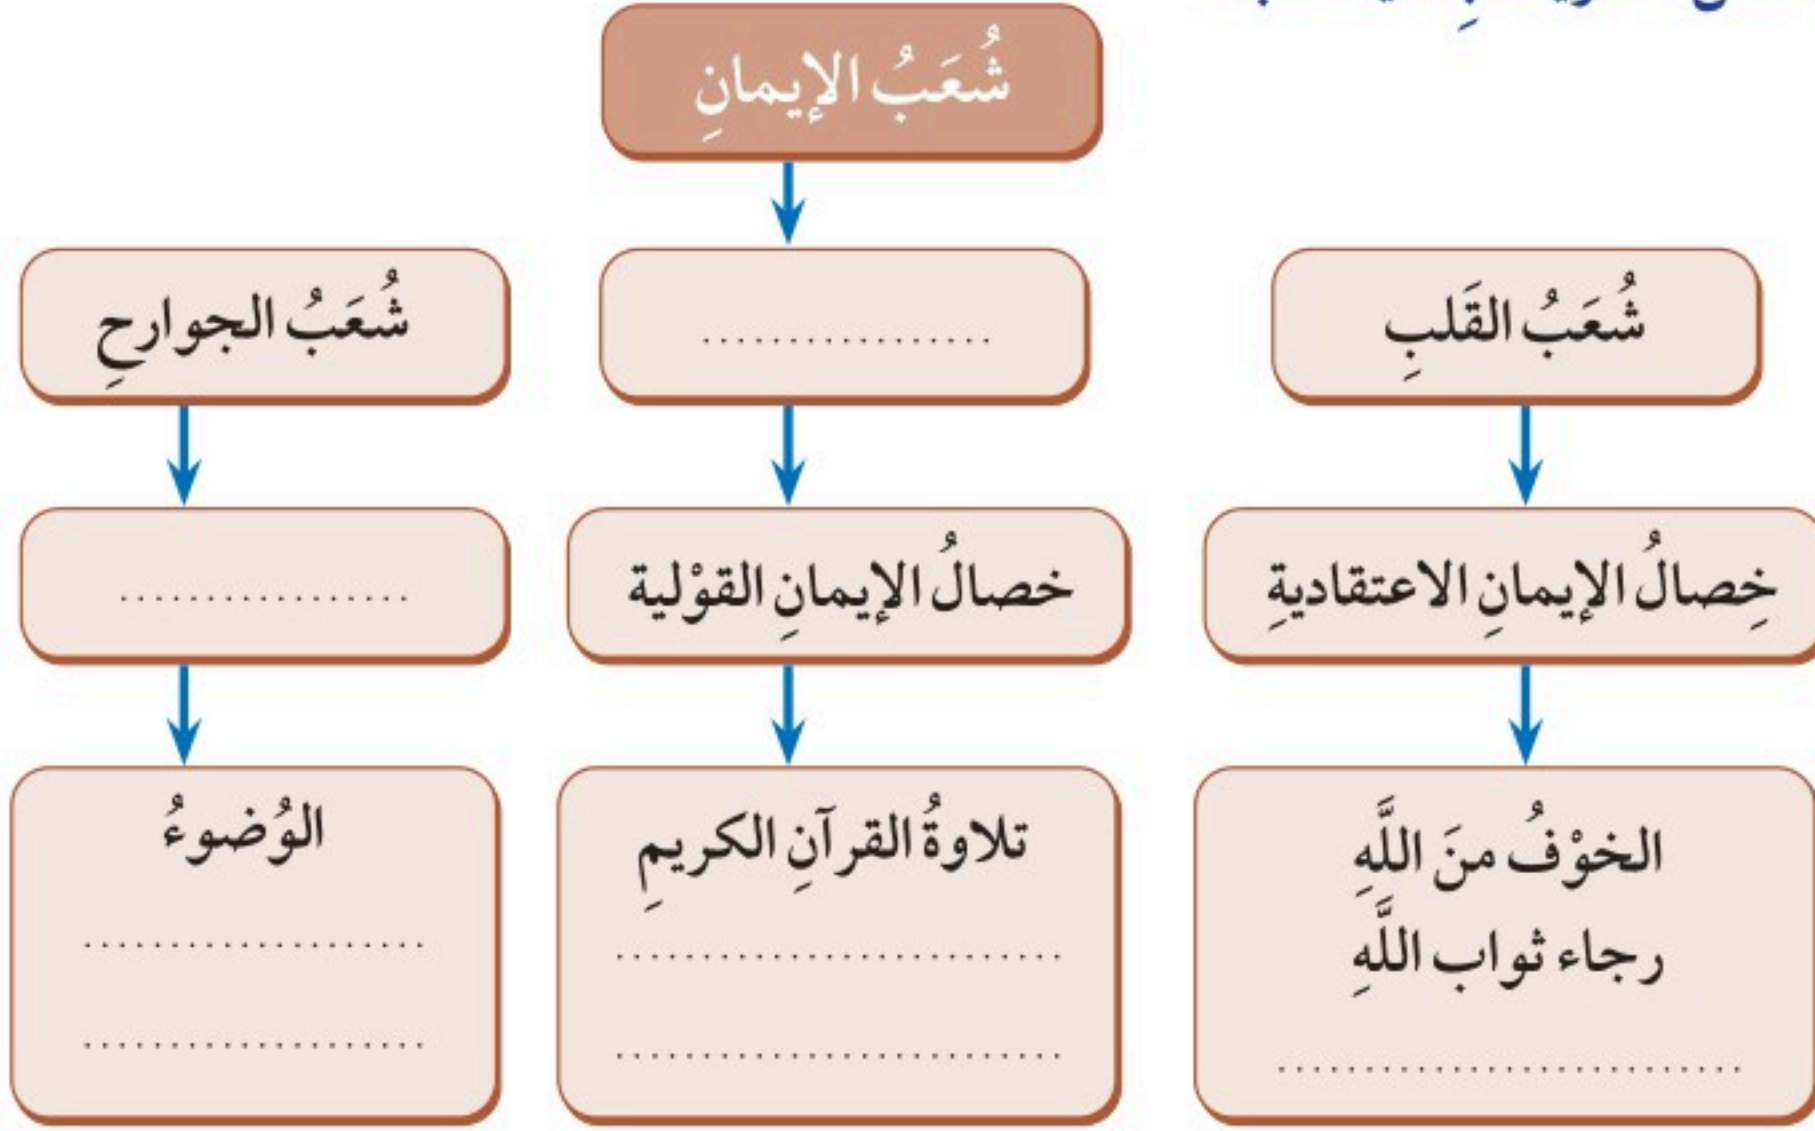 شُعَبُ الإيمانِ
شُعَبُ القَلبِ
.................
شُعَبُ الجوارحِ
خِصالُ الإيمانِ الاعتقاديةِ
خصالُ الإيمانِ القوْلية
.................
الخوْفُ منَ اللَّهِ
رجاء ثواب اللَّهِ
...........................
تلاوةُ القرآنِ الكريمِ
..........................
..........................
الوُضوءُ
....................
....................